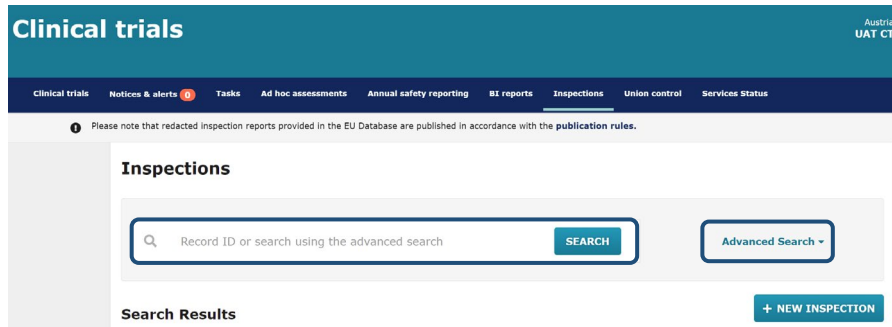 Clinical trials
Austria
UAT CT
Clinical trials Notices & alerts 0 Tasks Ad hoc assessments Annual safety reporting BI reports Inspections Union control Services Status
Please note that redacted inspection reports provided in the EU Database are published in accordance with the publication rules.
Inspections
Record ID or search using the advanced search SEARCH Advanced Search
Search Results + NEW INSPECTION